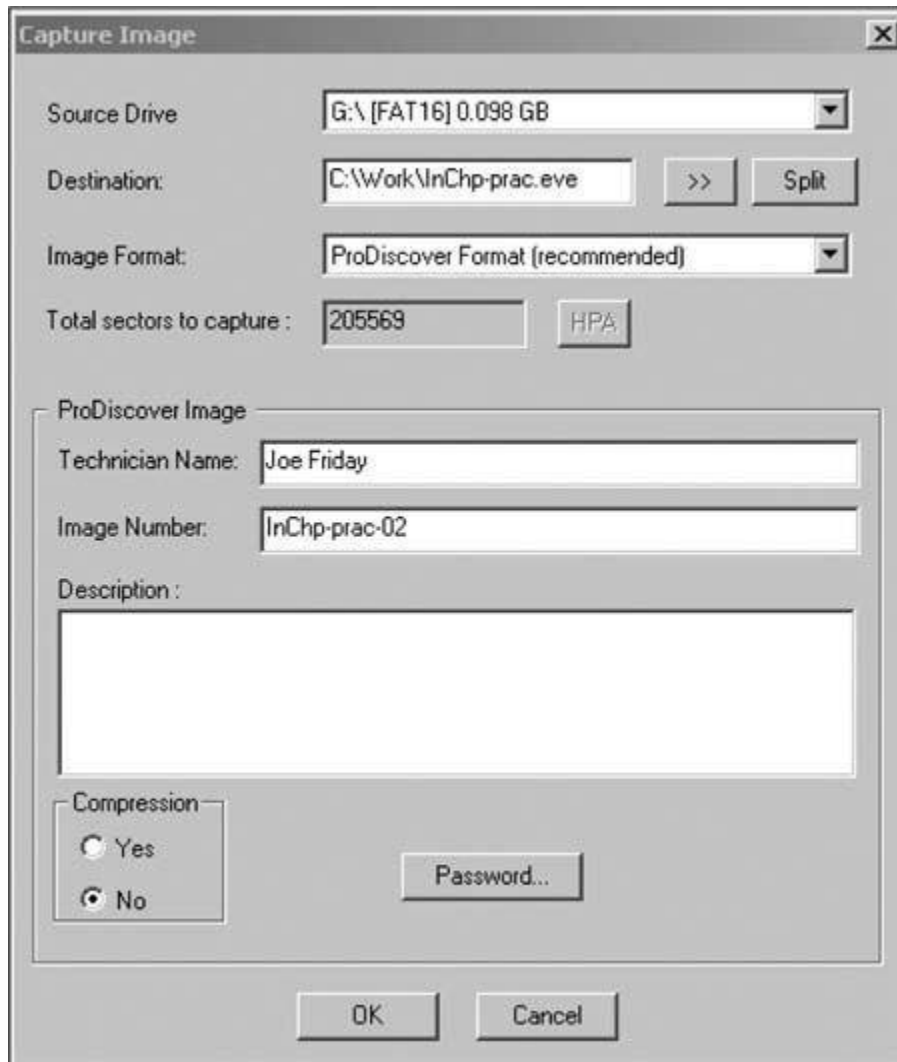 Capture Image
Source Drive G:\ [FAT16] 0.098 GB
Destination: C:\Work\InChp-prac.eve >> Split
Image Format: ProDiscover Format (recommended)
Total sectors to capture : 205569 HPA
ProDiscover Image
Technician Name: Joe Friday
Image Number: InChp-prac-02
Description :
Compression
Yes
No
Password...
OK Cancel